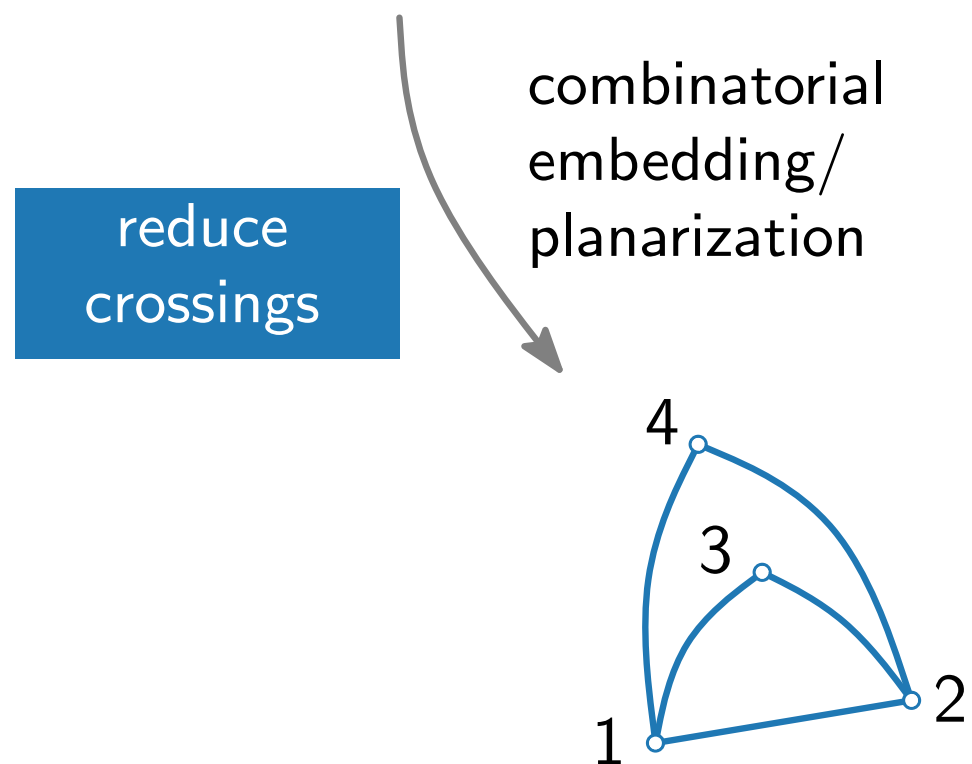 combinatorial
embedding/
planarization
reduce
crossings
4
3
2
1